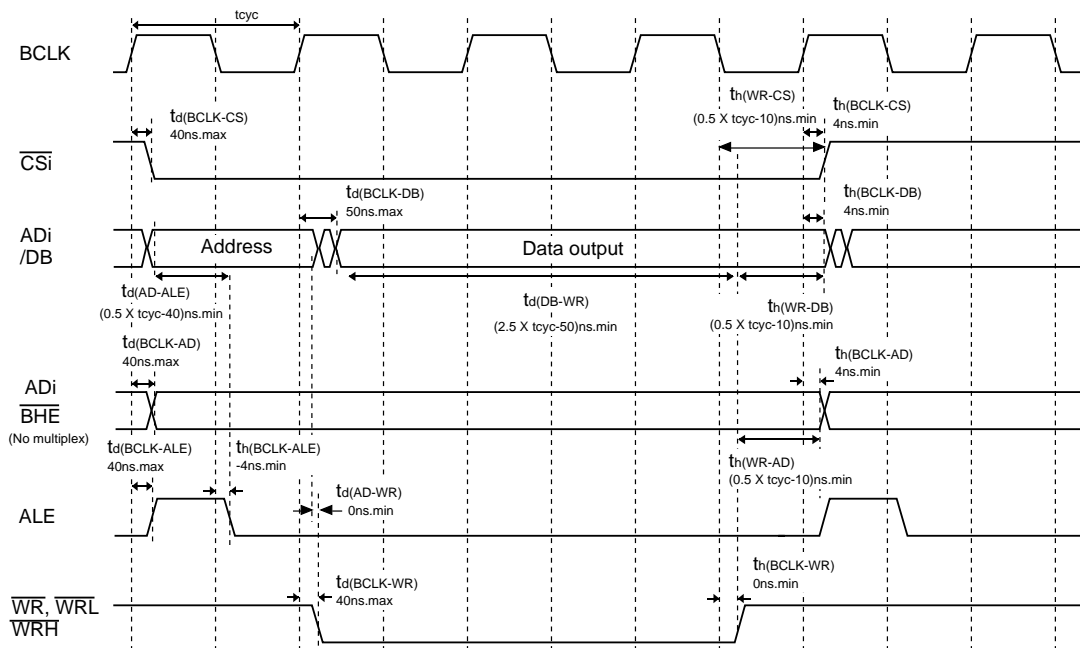 tcyc
BCLK
td(BCLK-CS)
40ns.max
th(WR-CS)
(0.5 X tcyc-10)ns.min
th(BCLK-CS)
4ns.min
CSi
td(BCLK-DB)
50ns.max
th(BCLK-DB)
4ns.min
ADi
/DB
Address
Data output
td(AD-ALE)
(0.5 X tcyc-40)ns.min
td(DB-WR)
(2.5 X tcyc-50)ns.min
th(WR-DB)
(0.5 X tcyc-10)ns.min
td(BCLK-AD)
40ns.max
th(BCLK-AD)
4ns.min
ADi
BHE
(No multiplex)
td(BCLK-ALE)
40ns.max
th(BCLK-ALE)
-4ns.min
th(WR-AD)
(0.5 X tcyc-10)ns.min
td(AD-WR)
0ns.min
ALE
td(BCLK-WR)
40ns.max
th(BCLK-WR)
0ns.min
WR, WRL
WRH